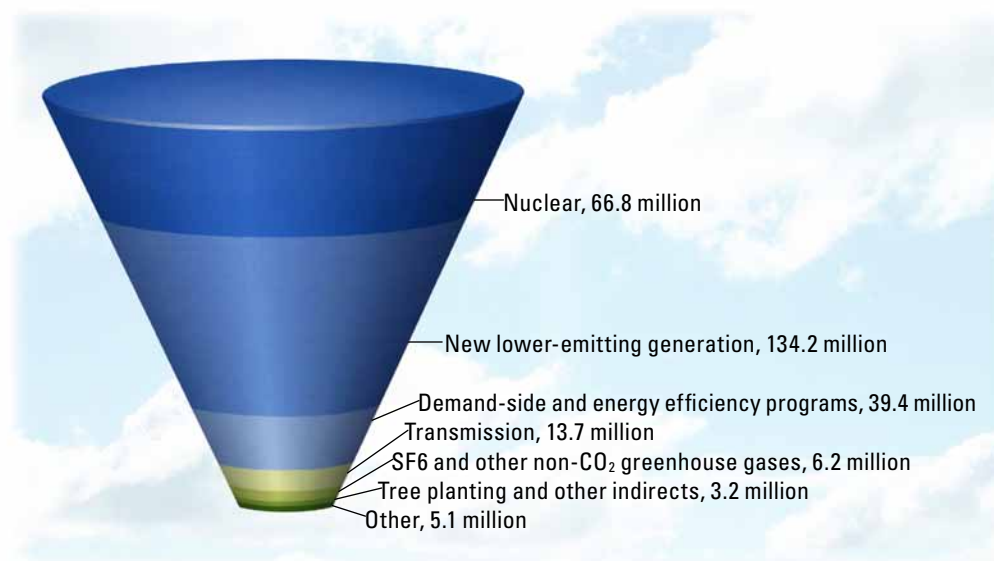 Nuclear, 66.8 million
New lower-emitting generation, 134.2 million
Demand-side and energy efficiency programs, 39.4 million
Transmission, 13.7 million
SF6 and other non-CO₂ greenhouse gases, 6.2 million
Tree planting and other indirects, 3.2 million
Other, 5.1 million